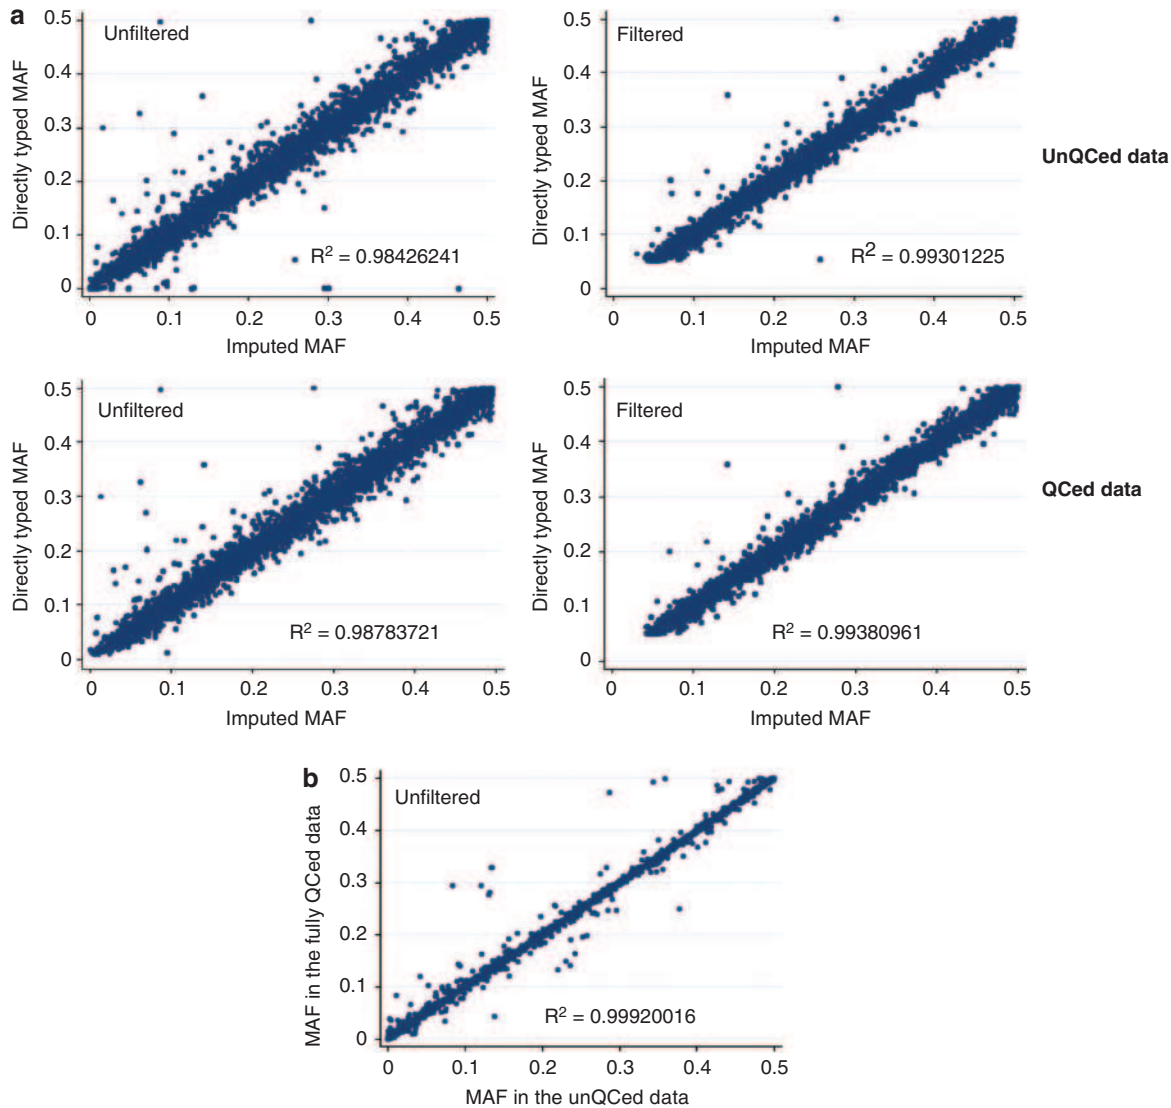 a
Unfiltered
0.5
0.4
0.3
0.2
0.1
0
Directly typed MAF
R² = 0.98426241
0 0.1 0.2 0.3 0.4 0.5
Imputed MAF
Filtered
0.5
0.4
0.3
0.2
0.1
0
Directly typed MAF
R² = 0.99301225
0 0.1 0.2 0.3 0.4 0.5
Imputed MAF
UnQCed data
Unfiltered
0.5
0.4
0.3
0.2
0.1
0
Directly typed MAF
R² = 0.98783721
0 0.1 0.2 0.3 0.4 0.5
Imputed MAF
Filtered
0.5
0.4
0.3
0.2
0.1
0
Directly typed MAF
R² = 0.99380961
0 0.1 0.2 0.3 0.4 0.5
Imputed MAF
QCed data
b
Unfiltered
0.5
0.4
0.3
0.2
0.1
0
MAF in the fully QCed data
R² = 0.99920016
0 0.1 0.2 0.3 0.4 0.5
MAF in the unQCed data